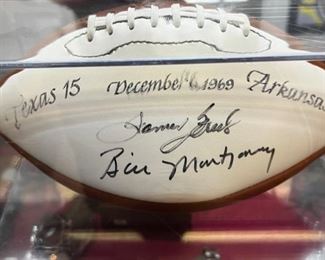 Texas 15 December 6 1969 Arkansas
James Street
Bill Montgomery